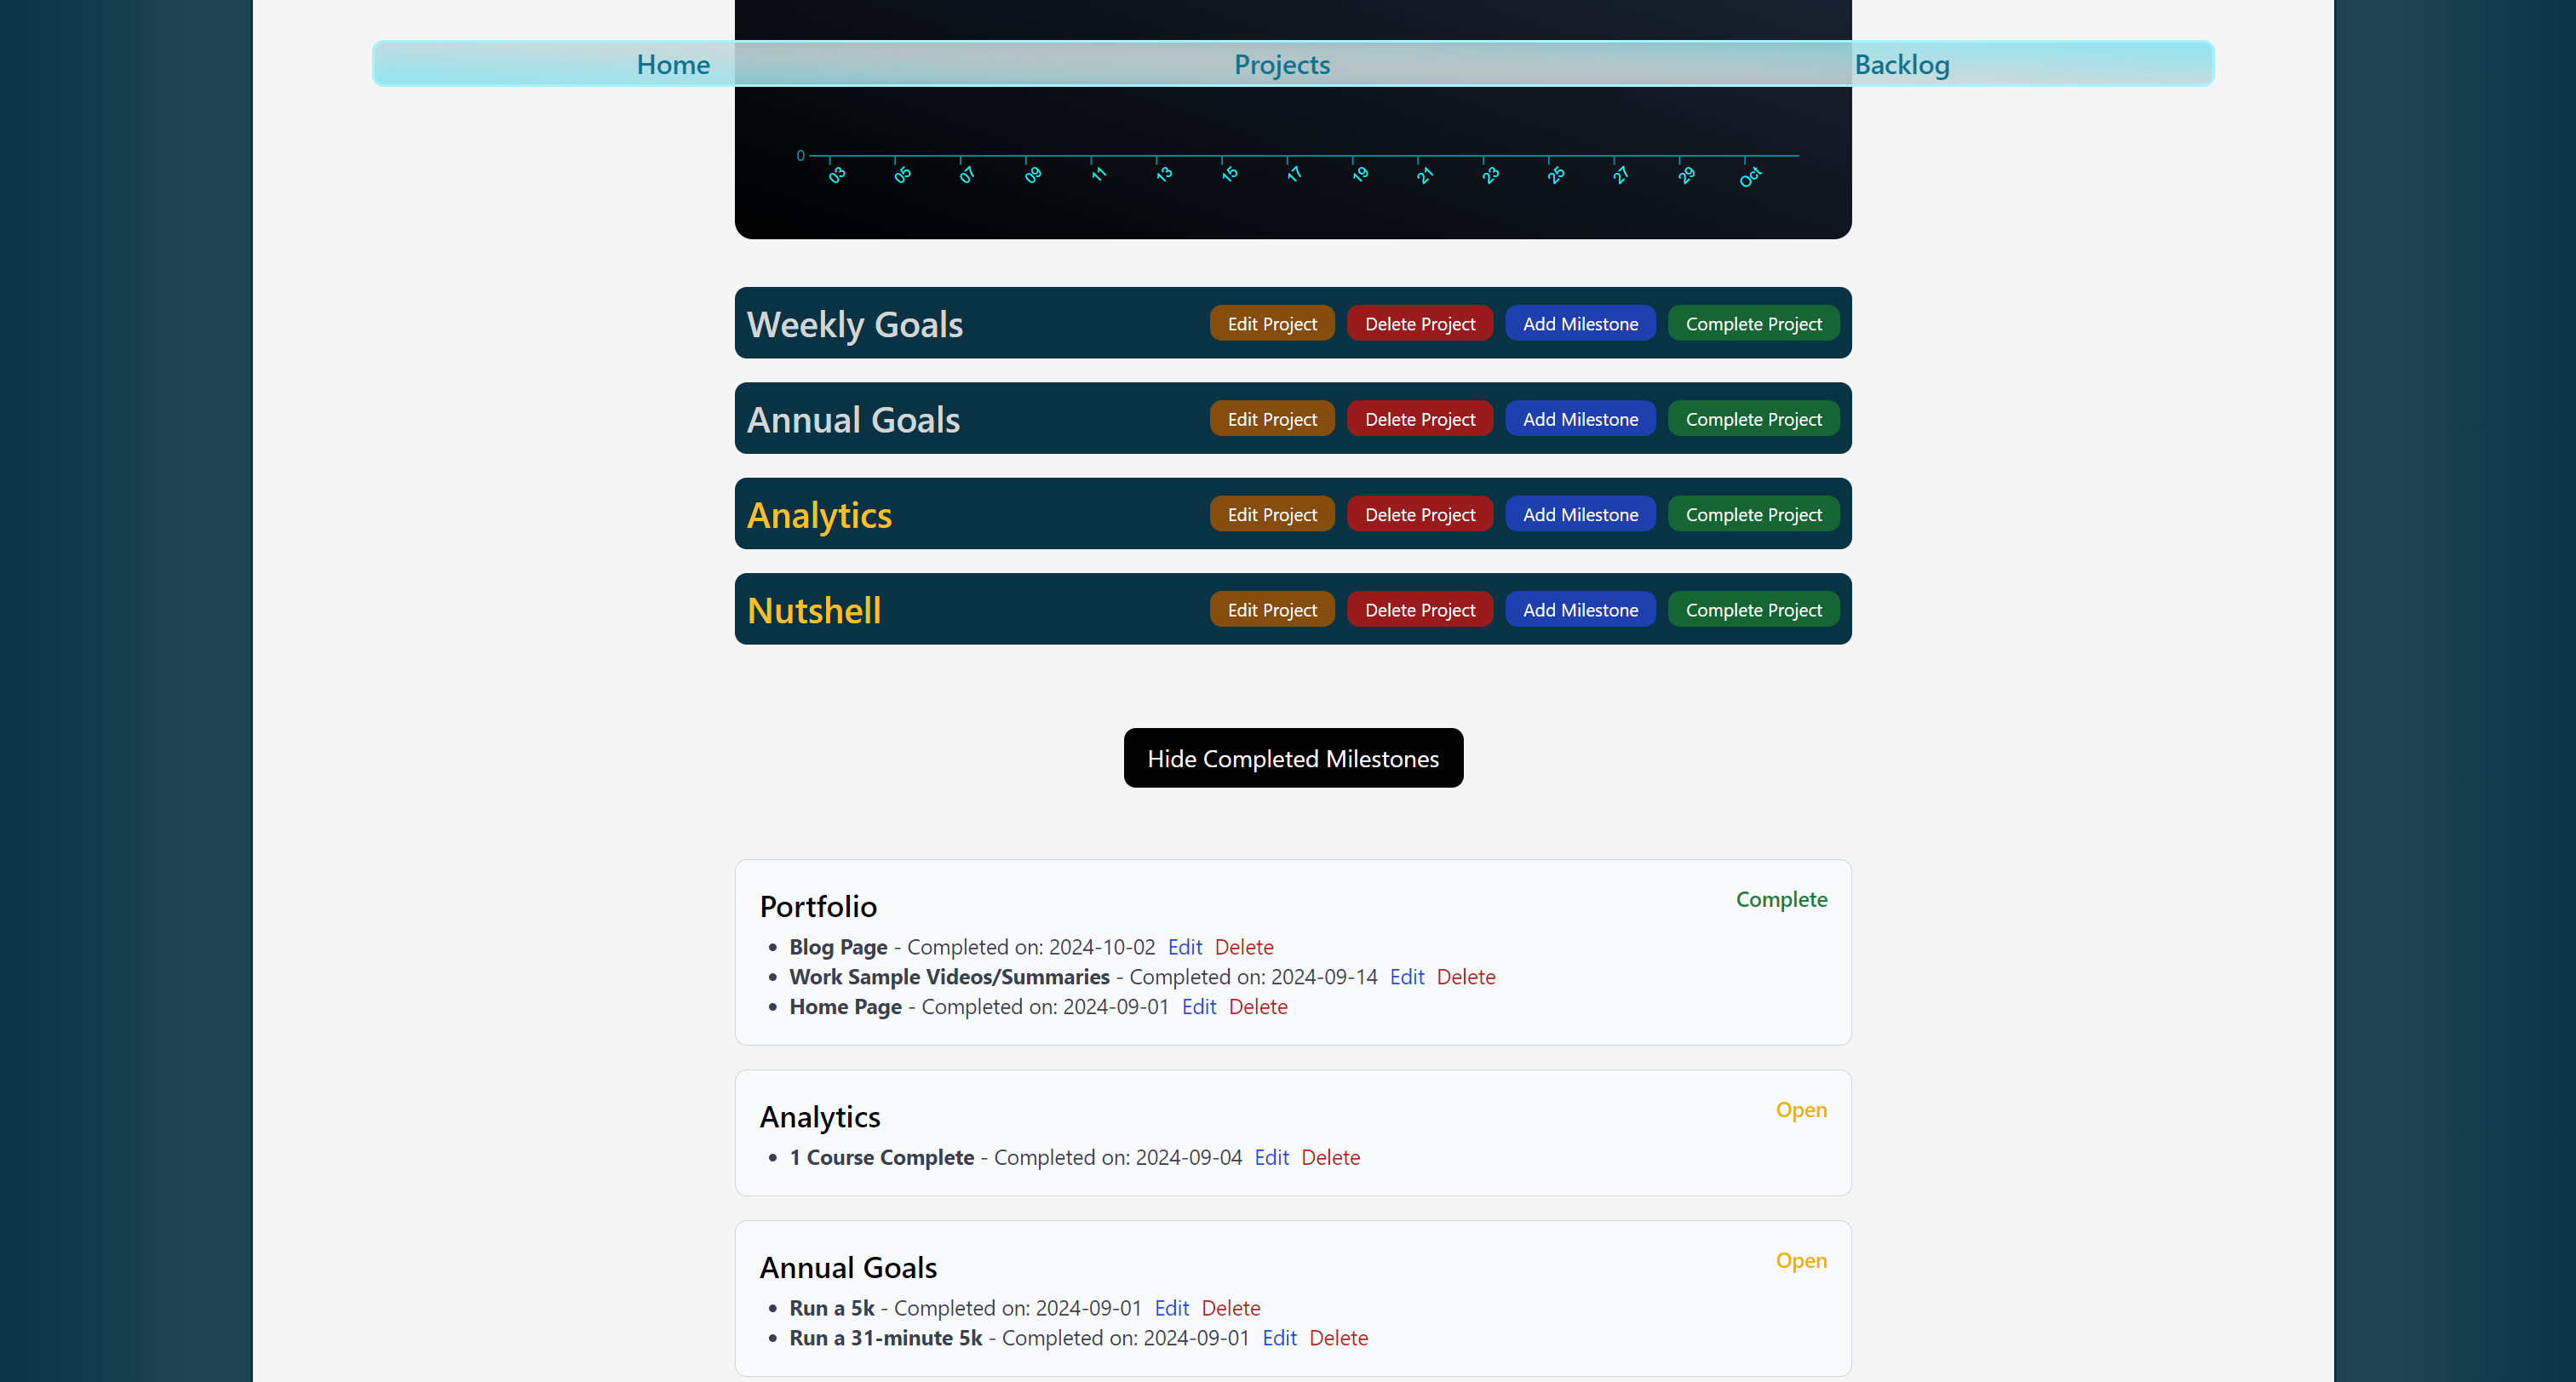 Home Projects Backlog
0
03 05 07 09 11 13 15 17 19 21 23 25 27 29 Oct
Weekly Goals Edit Project Delete Project Add Milestone Complete Project
Annual Goals Edit Project Delete Project Add Milestone Complete Project
Analytics Edit Project Delete Project Add Milestone Complete Project
Nutshell Edit Project Delete Project Add Milestone Complete Project
Hide Completed Milestones
Portfolio Complete
• Blog Page - Completed on: 2024-10-02 Edit Delete
• Work Sample Videos/Summaries - Completed on: 2024-09-14 Edit Delete
• Home Page - Completed on: 2024-09-01 Edit Delete
Analytics Open
• 1 Course Complete - Completed on: 2024-09-04 Edit Delete
Annual Goals Open
• Run a 5k - Completed on: 2024-09-01 Edit Delete
• Run a 31-minute 5k - Completed on: 2024-09-01 Edit Delete